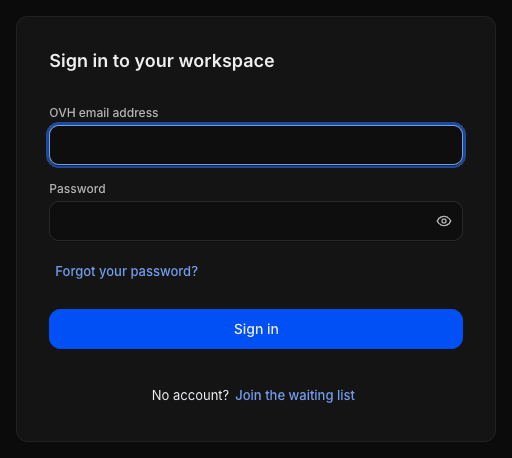 Sign in to your workspace
OVH email address
Password
Forgot your password?
Sign in
No account? Join the waiting list